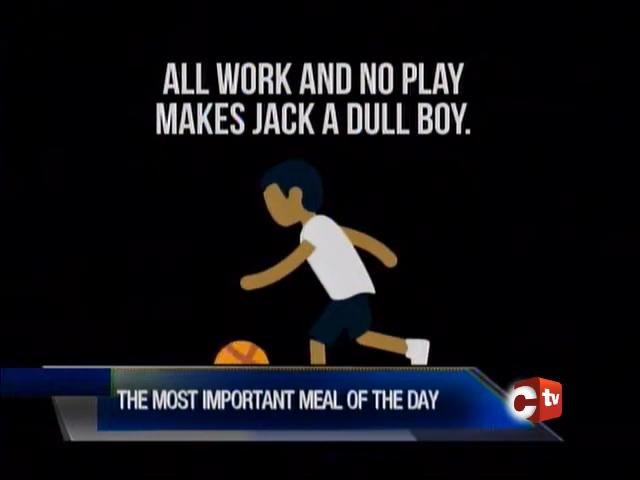 ALL WORK AND NO PLAY
MAKES JACK A DULL BOY.
THE MOST IMPORTANT MEAL OF THE DAY
Ctv